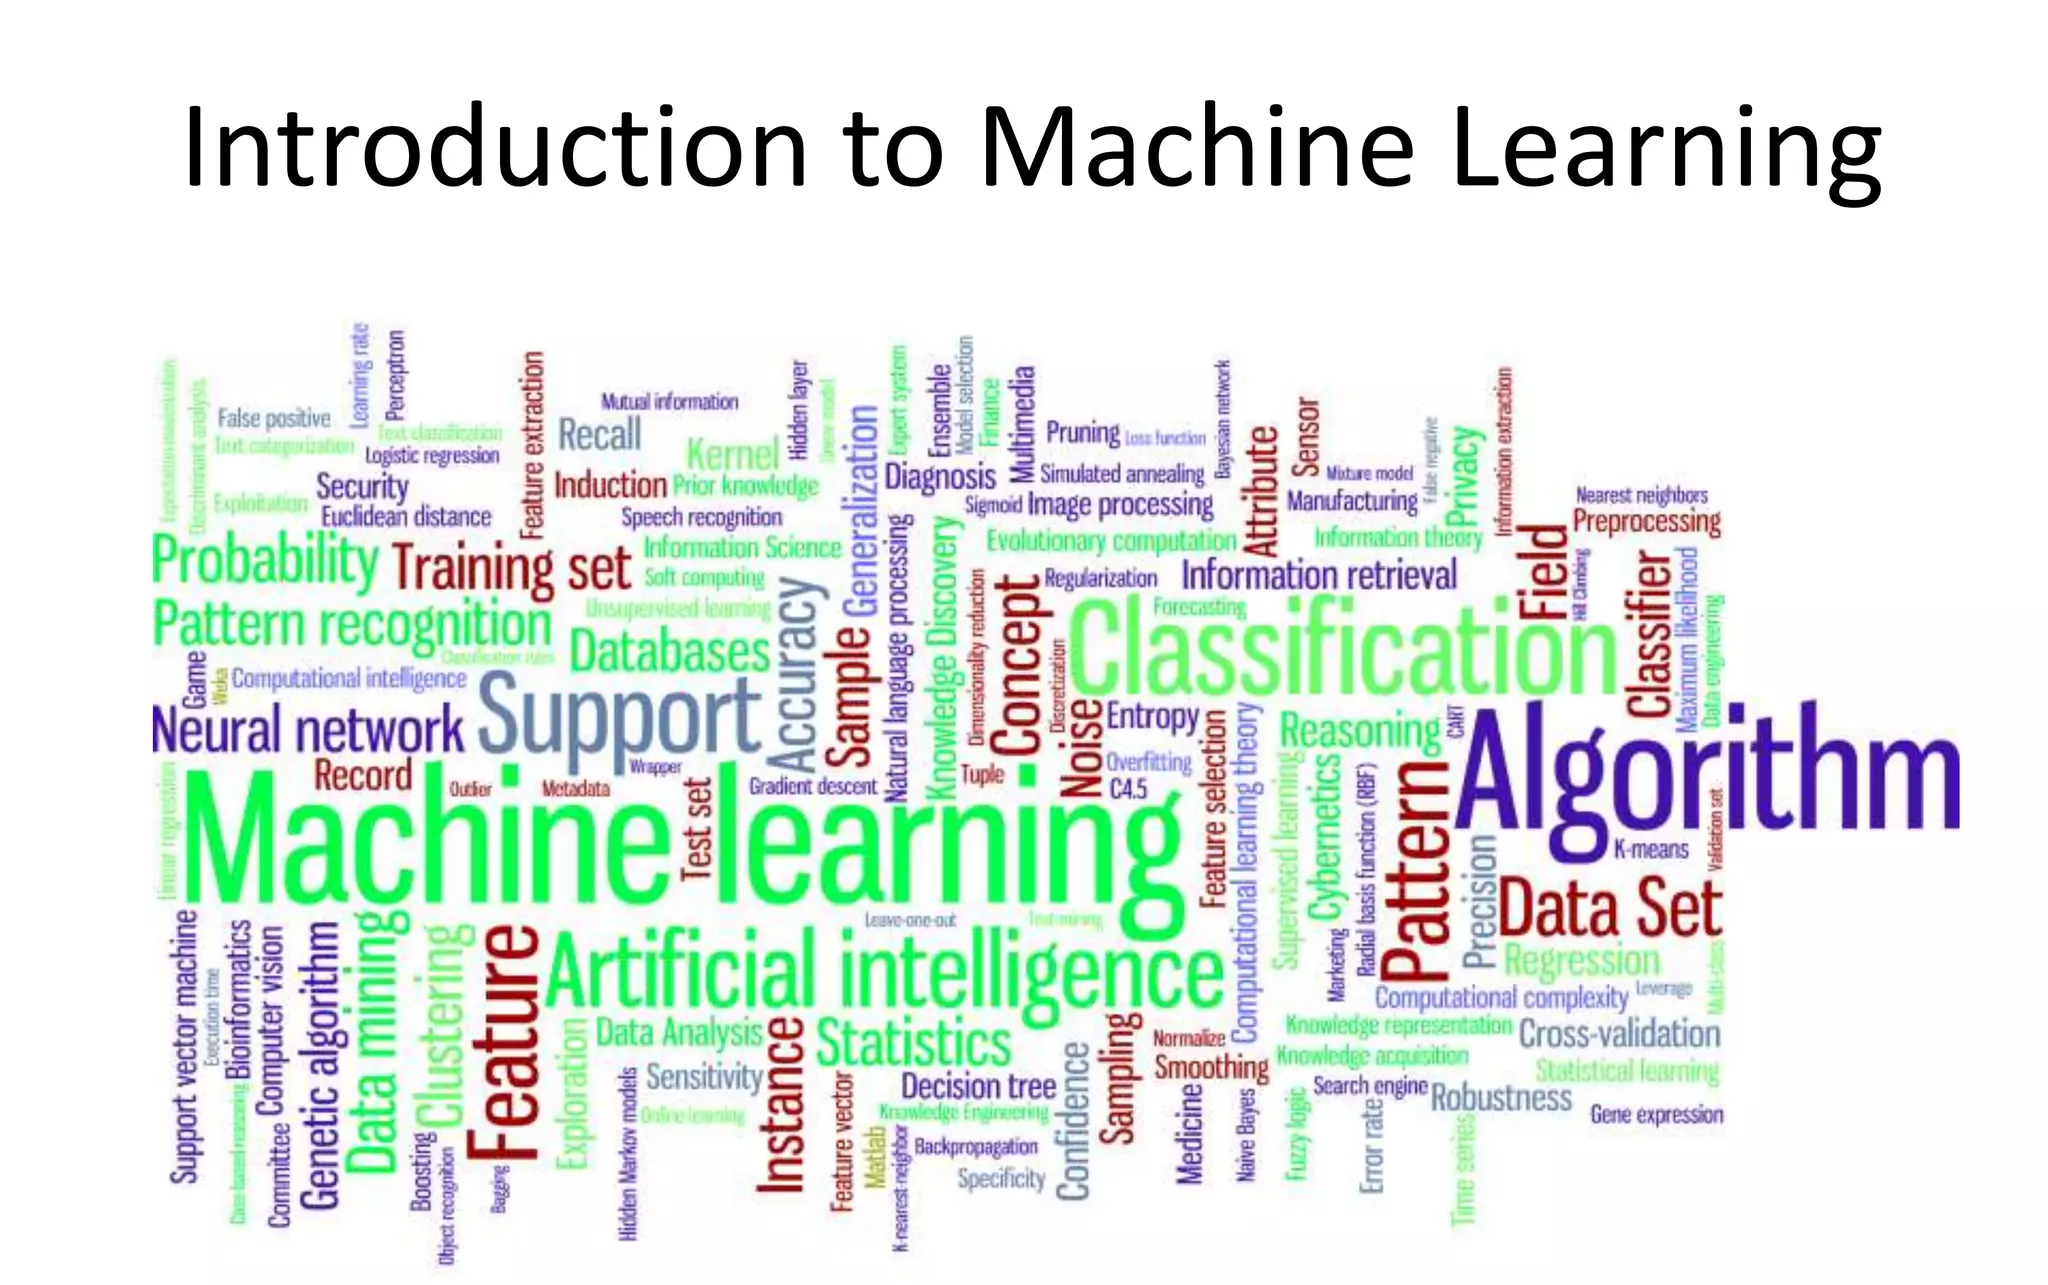 Introduction to Machine Learning
Expectation-maximization
Discriminant analysis
False positive
Learning rate
Perceptron
Text categorization
Text classification
Logistic regression
Exploitation
Security
Euclidean distance
Feature extraction
Mutual information
Recall
Kernel
Hidden layer
Linear model
Induction
Prior knowledge
Speech recognition
Generalization
Expert system
Ensemble
Model selection
Finance
Multimedia
Diagnosis
Pruning
Loss function
Simulated annealing
Sigmoid
Image processing
Bayesian network
Attribute
Sensor
Mixture model
Manufacturing
False negative
Privacy
Information extraction
Nearest neighbors
Preprocessing
Probability
Training set
Information Science
Soft computing
Unsupervised learning
Natural language processing
Knowledge Discovery
Evolutionary computation
Information theory
Dimensionality reduction
Concept
Regularization
Information retrieval
Forecasting
Field
Hill Climbing
Classifier
Maximum likelihood
Data engineering
Pattern recognition
Classification rules
Databases
Accuracy
Sample
Discretization
Classification
Game
Weka
Computational intelligence
Neural network
Support
Noise
Entropy
Overfitting
C4.5
Feature selection
Computational learning theory
Reasoning
CART
Algorithm
Record
Outlier
Metadata
Wrapper
Test set
Gradient descent
Tuple
Linear regression
Machine learning
Supervised learning
Cybernetics
Radial basis function (RBF)
Pattern
Precision
K-means
Validation set
Data Set
Leave-one-out
Text mining
Marketing
Regression
Multi-class
Support vector machine
Execution time
Bioinformatics
Computer vision
Genetic algorithm
Data mining
Clustering
Feature
Artificial intelligence
Computational complexity
Leverage
Exploration
Data Analysis
Instance
Statistics
Sampling
Normalize
Smoothing
Knowledge representation
Cross-validation
Knowledge acquisition
Statistical learning
Case-based reasoning
Committee
Boosting
Object recognition
Bagging
Hidden Markov models
Sensitivity
Online learning
Feature vector
Matlab
K-nearest-neighbor
Decision tree
Knowledge Engineering
Backpropagation
Specificity
Confidence
Medicine
Naive Bayes
Fuzzy logic
Search engine
Error rate
Robustness
Time series
Gene expression